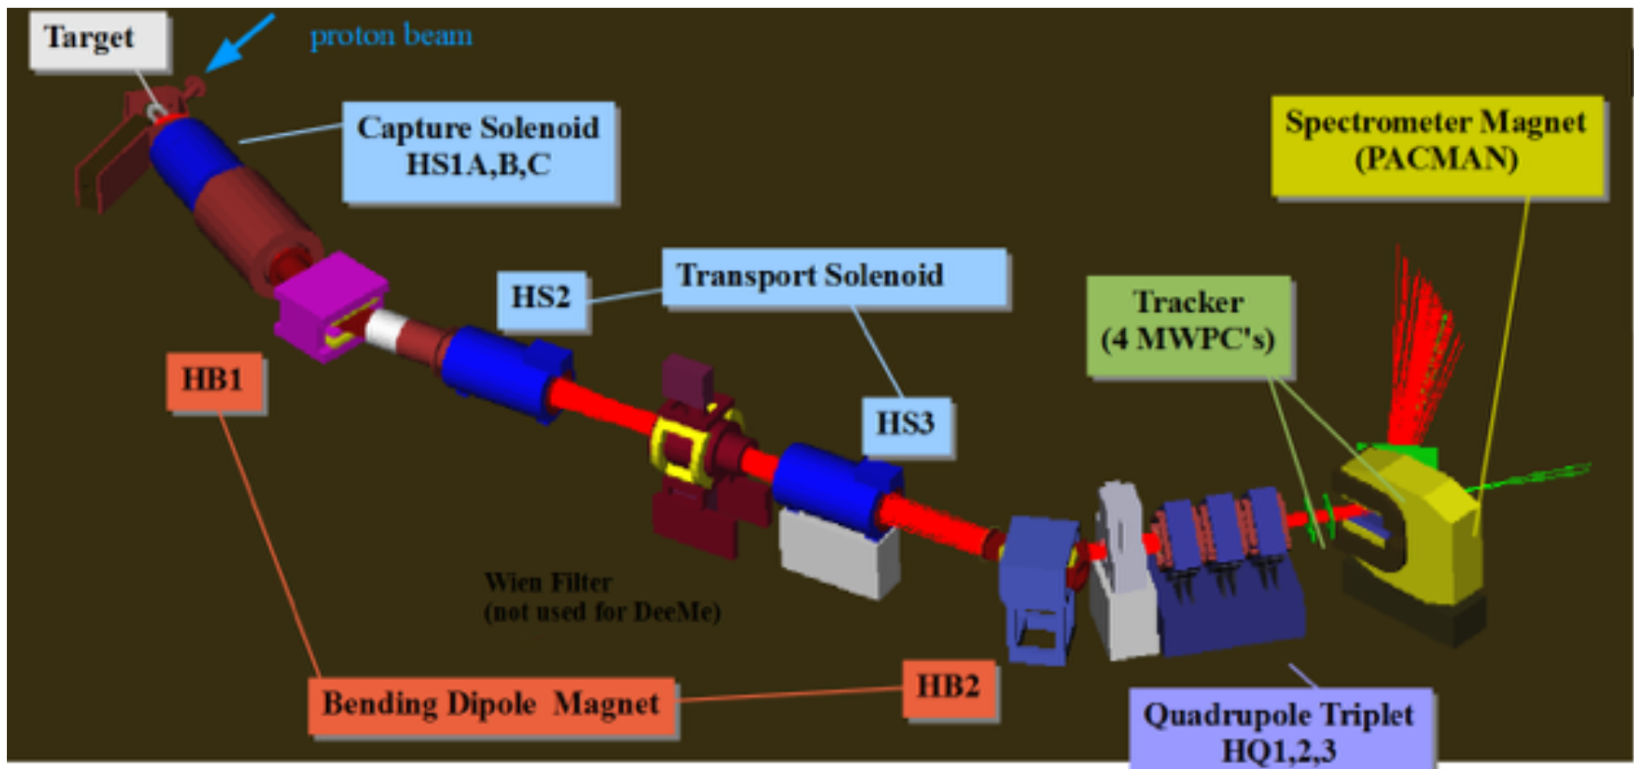 Target
proton beam
Capture Solenoid
HS1A,B,C
Spectrometer Magnet
(PACMAN)
HS2
Transport Solenoid
Tracker
(4 MWPC's)
HB1
HS3
Wien Filter
(not used for DeeMe)
Bending Dipole Magnet
HB2
Quadrupole Triplet
HQ1,2,3